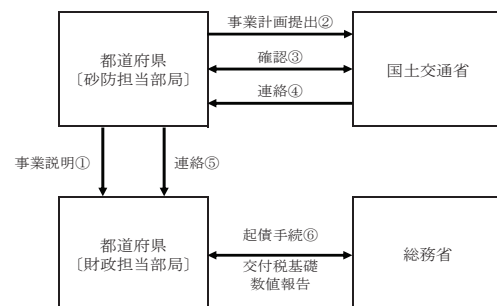 事業計画提出②
都道府県
〔砂防担当部局〕
確認③
国土交通省
連絡④
事業説明①
連絡⑤
都道府県
〔財政担当部局〕
起債手続⑥
総務省
交付税基礎
数値報告